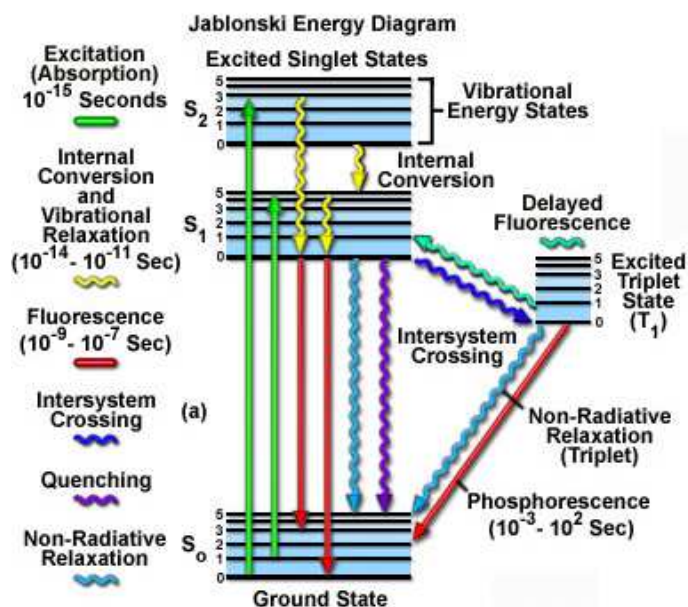 Jablonski Energy Diagram
Excitation
(Absorption)
10⁻¹⁵ Seconds
Internal
Conversion
and
Vibrational
Relaxation
(10⁻¹⁴ - 10⁻¹¹ Sec)
Fluorescence
(10⁻⁹ - 10⁻⁷ Sec)
Intersystem
Crossing
Quenching
Non-Radiative
Relaxation
(a)
Excited Singlet States
S₂
5
3
2
1
0
Vibrational
Energy States
Internal
Conversion
S₁
5
3
2
1
0
Delayed
Fluorescence
5
3
2
1
0
Excited
Triplet
State
(T₁)
Intersystem
Crossing
Non-Radiative
Relaxation
(Triplet)
Phosphorescence
(10⁻³ - 10² Sec)
S₀
5
3
2
1
0
Ground State